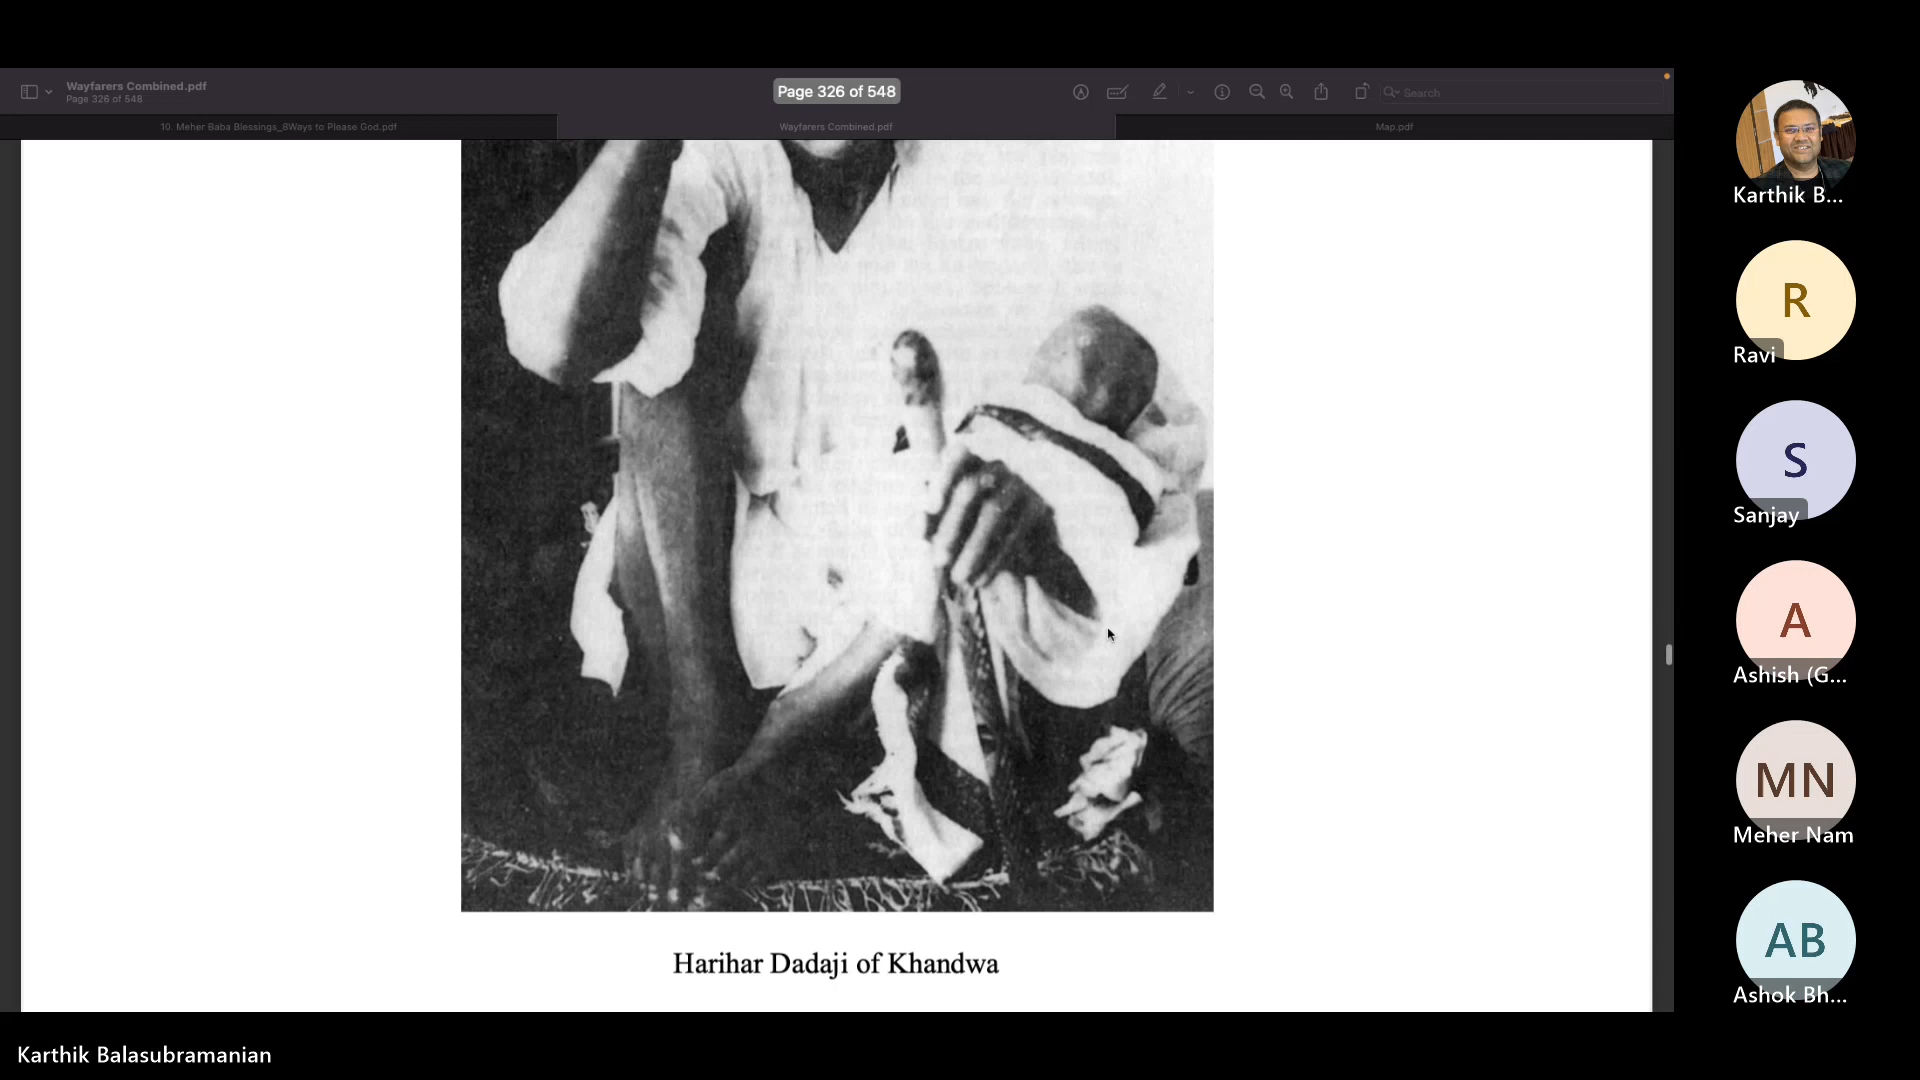 Wayfarers Combined.pdf
Page 326 of 548
Page 326 of 548
Search
10. Meher Baba Blessings_8Ways to Please God.pdf
Wayfarers Combined.pdf
Map.pdf
Harihar Dadaji of Khandwa
Karthik B...
R
Ravi
S
Sanjay
A
Ashish (G...
MN
Meher Nam
AB
Ashok Bh...
Karthik Balasubramanian